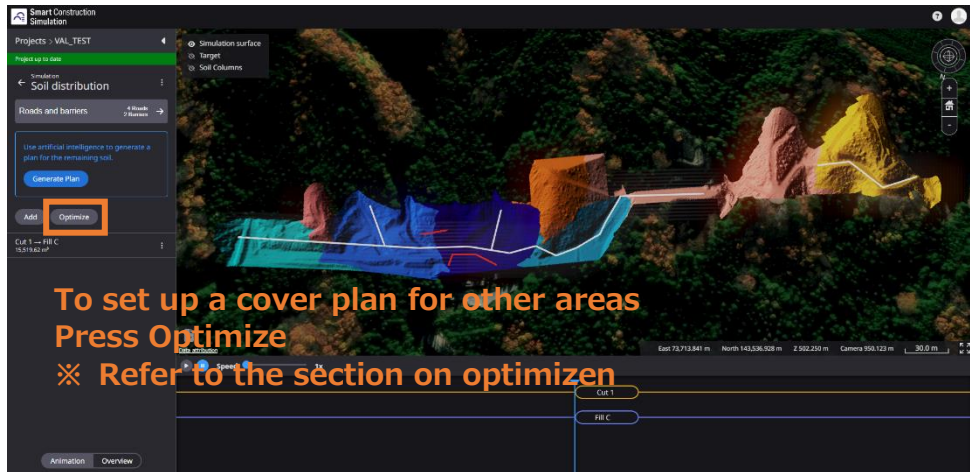 Smart Construction
Simulation
Projects > VAL_TEST
Project up to date
Simulation
Soil distribution
Roads and barriers
4 Roads
2 Barriers
Use artificial intelligence to generate a
plan for the remaining soil.
Generate Plan
Add
Optimize
Cut 1 → Fill C
15,519.62 m³
Simulation surface
Target
Soil Columns
N
+
-
To set up a cover plan for other areas
Press Optimize
※ Refer to the section on optimizen
Data attribution
East 73,713.841 m North 143,536.928 m Z 502.250 m Camera 950.123 m 30.0 m
Speed 1x
Cut 1
Fill C
Animation Overview